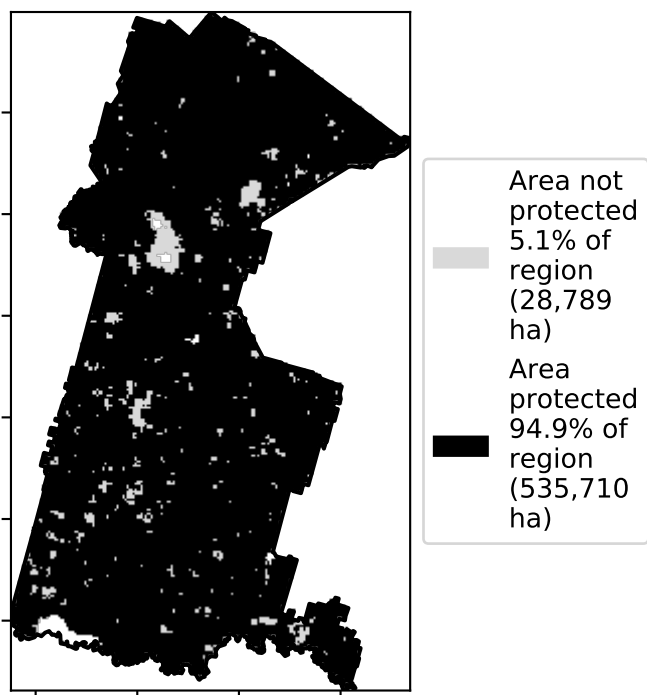 Area not
protected
5.1% of
region
(28,789
ha)
Area
protected
94.9% of
region
(535,710
ha)